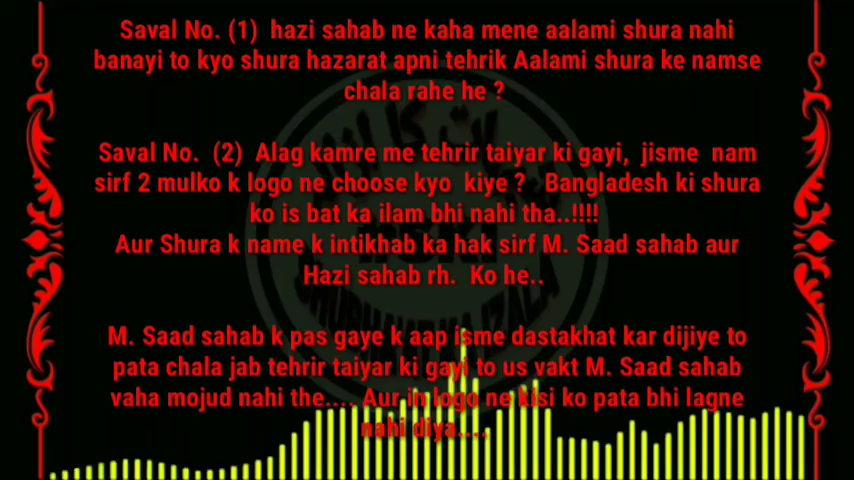 Saval No. (1) hazi sahab ne kaha mene aalami shura nahi
banayi to kyo shura hazarat apni tehrik Aalami shura ke namse
chala rahe he ?
Saval No. (2) Alag kamre me tehrir taiyar ki gayi, jisme nam
sirf 2 mulko k logo ne choose kyo kiye ? Bangladesh ki shura
ko is bat ka ilam bhi nahi tha..!!!!
Aur Shura k name k intikhab ka hak sirf M. Saad sahab aur
Hazi sahab rh. Ko he..
M. Saad sahab k pas gaye k aap isme dastakhat kar dijiye to
pata chala jab tehrir taiyar ki gayi to us vakt M. Saad sahab
vaha mojud nahi the.... Aur in logo ne kisi ko pata bhi lagne
nahi diya....